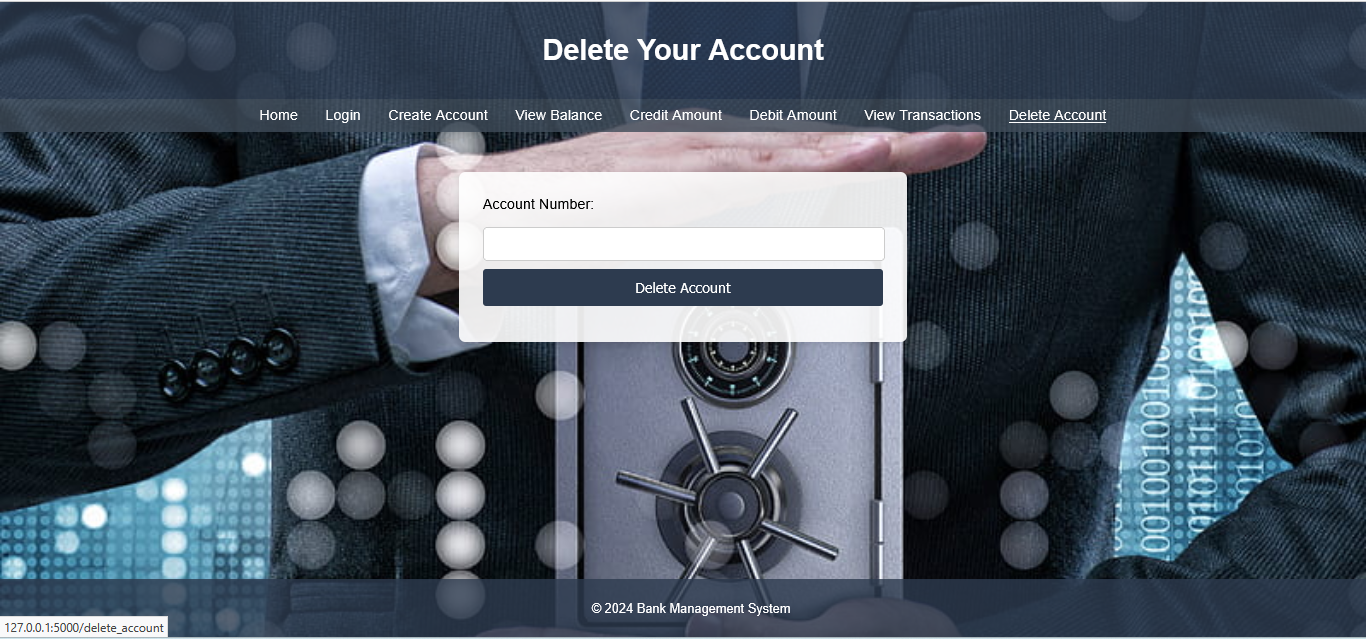 Delete Your Account
Home Login Create Account View Balance Credit Amount Debit Amount View Transactions Delete Account
Account Number:
Delete Account
© 2024 Bank Management System
127.0.0.1:5000/delete_account